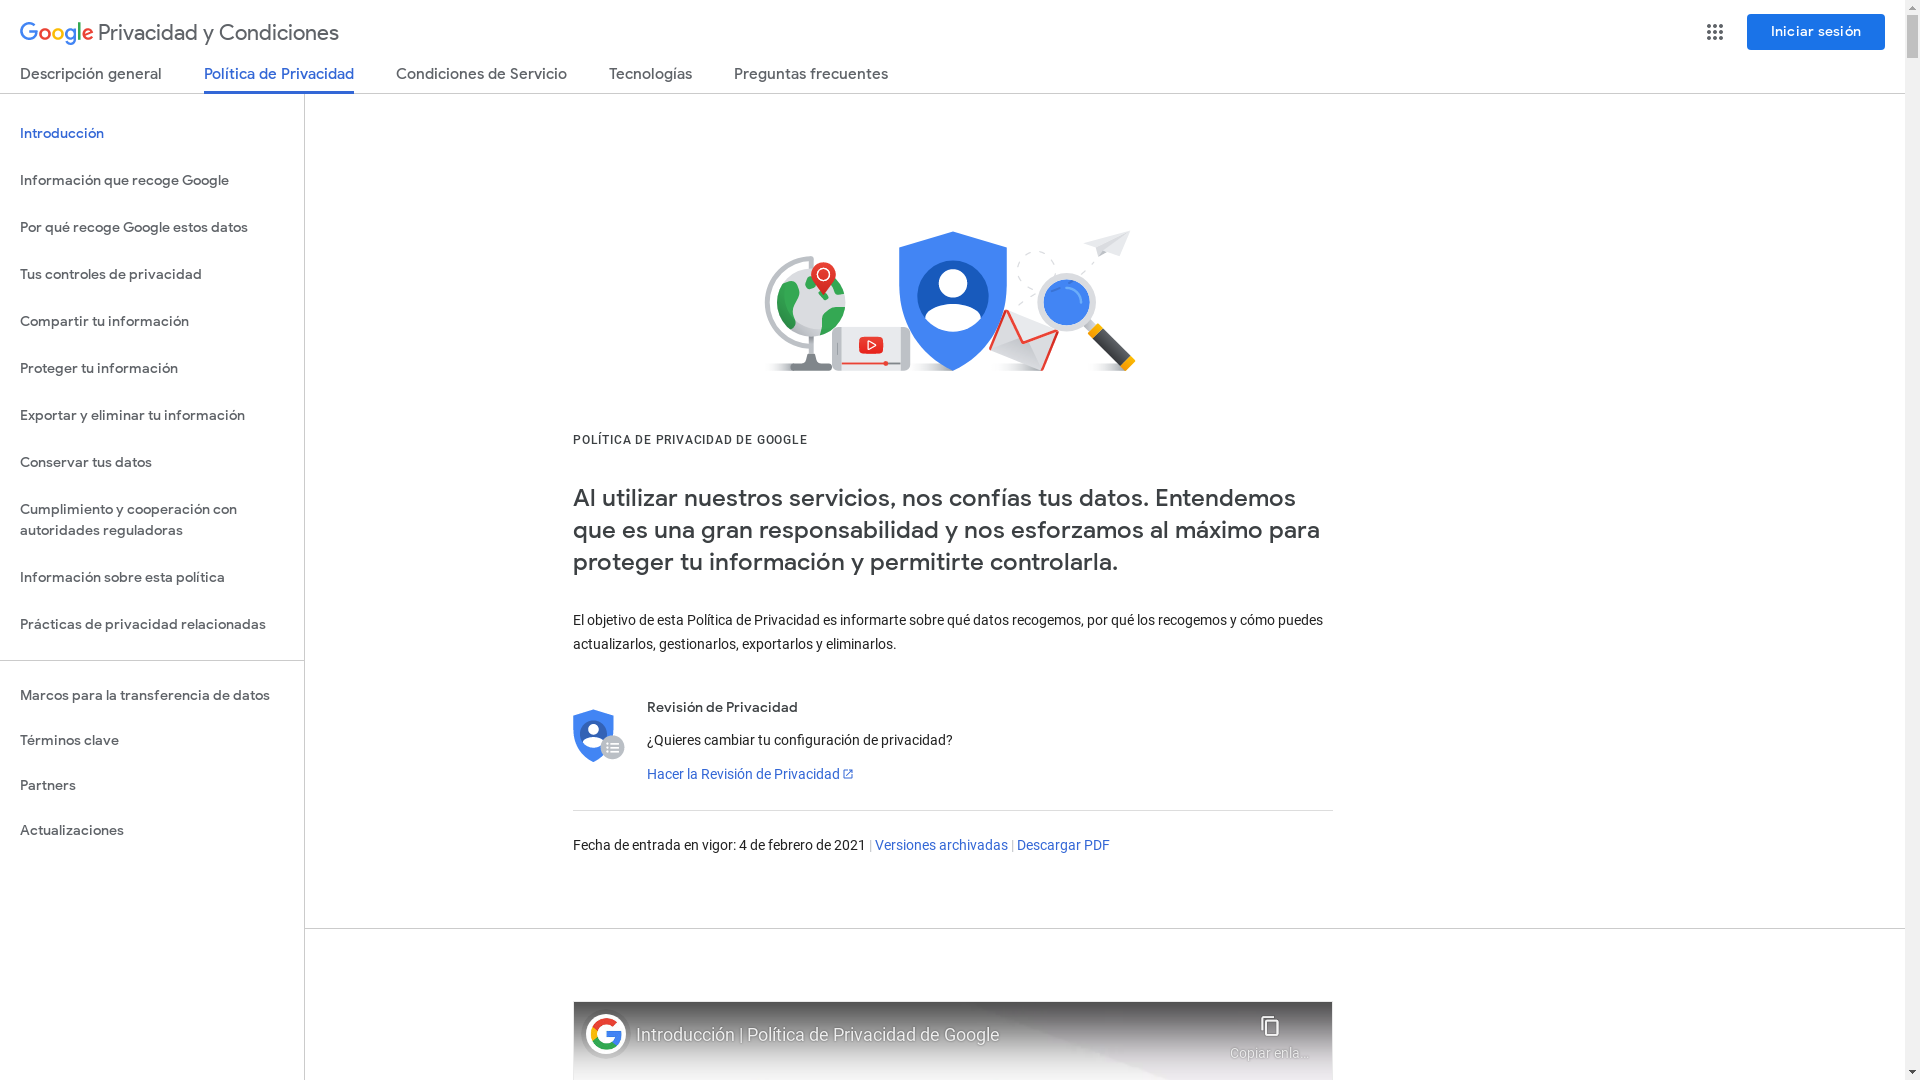 Google Privacidad y Condiciones
Iniciar sesión
Descripción general
Política de Privacidad
Condiciones de Servicio
Tecnologías
Preguntas frecuentes
Introducción
Información que recoge Google
Por qué recoge Google estos datos
Tus controles de privacidad
Compartir tu información
Proteger tu información
Exportar y eliminar tu información
Conservar tus datos
Cumplimiento y cooperación con
autoridades reguladoras
Información sobre esta política
Prácticas de privacidad relacionadas
Marcos para la transferencia de datos
Términos clave
Partners
Actualizaciones
POLÍTICA DE PRIVACIDAD DE GOOGLE
Al utilizar nuestros servicios, nos confías tus datos. Entendemos
que es una gran responsabilidad y nos esforzamos al máximo para
proteger tu información y permitirte controlarla.
El objetivo de esta Política de Privacidad es informarte sobre qué datos recogemos, por qué los recogemos y cómo puedes
actualizarlos, gestionarlos, exportarlos y eliminarlos.
Revisión de Privacidad
¿Quieres cambiar tu configuración de privacidad?
Hacer la Revisión de Privacidad
Fecha de entrada en vigor: 4 de febrero de 2021 | Versiones archivadas | Descargar PDF
Introducción | Política de Privacidad de Google
Copiar enla...